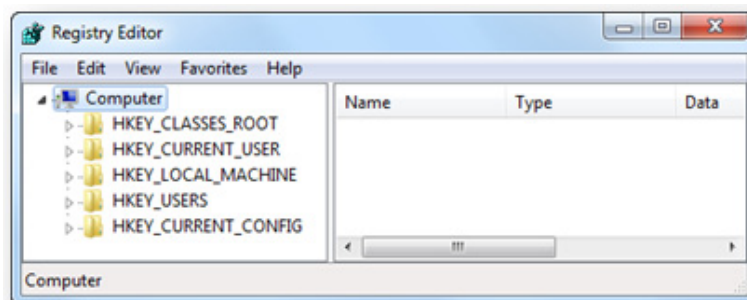 Registry Editor
File Edit View Favorites Help
Computer
HKEY_CLASSES_ROOT
HKEY_CURRENT_USER
HKEY_LOCAL_MACHINE
HKEY_USERS
HKEY_CURRENT_CONFIG
Name Type Data
Computer